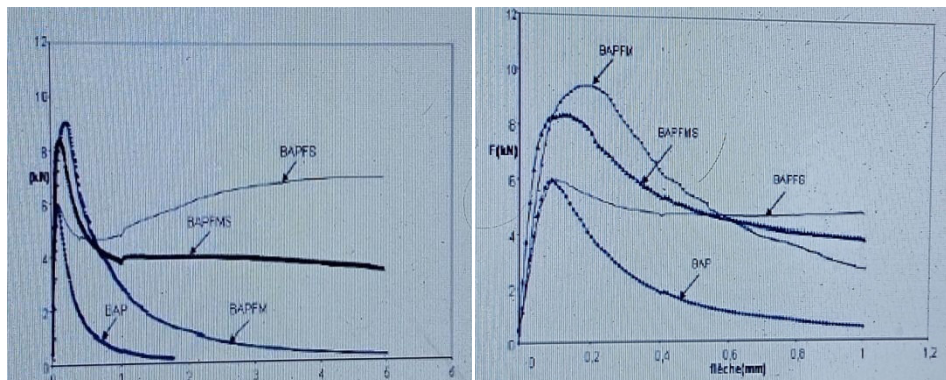 12
10
8
(kN)
6
4
2
0
BAPFS
BAPFMS
BAP
BAPFM
0 1 2 3 4 5 6
12
10
8
F(kN)
6
4
2
0
BAPFM
BAPFMS
BAPFS
BAP
0 0,2 0,4 0,6 0,8 1 1,2
flèche(mm)